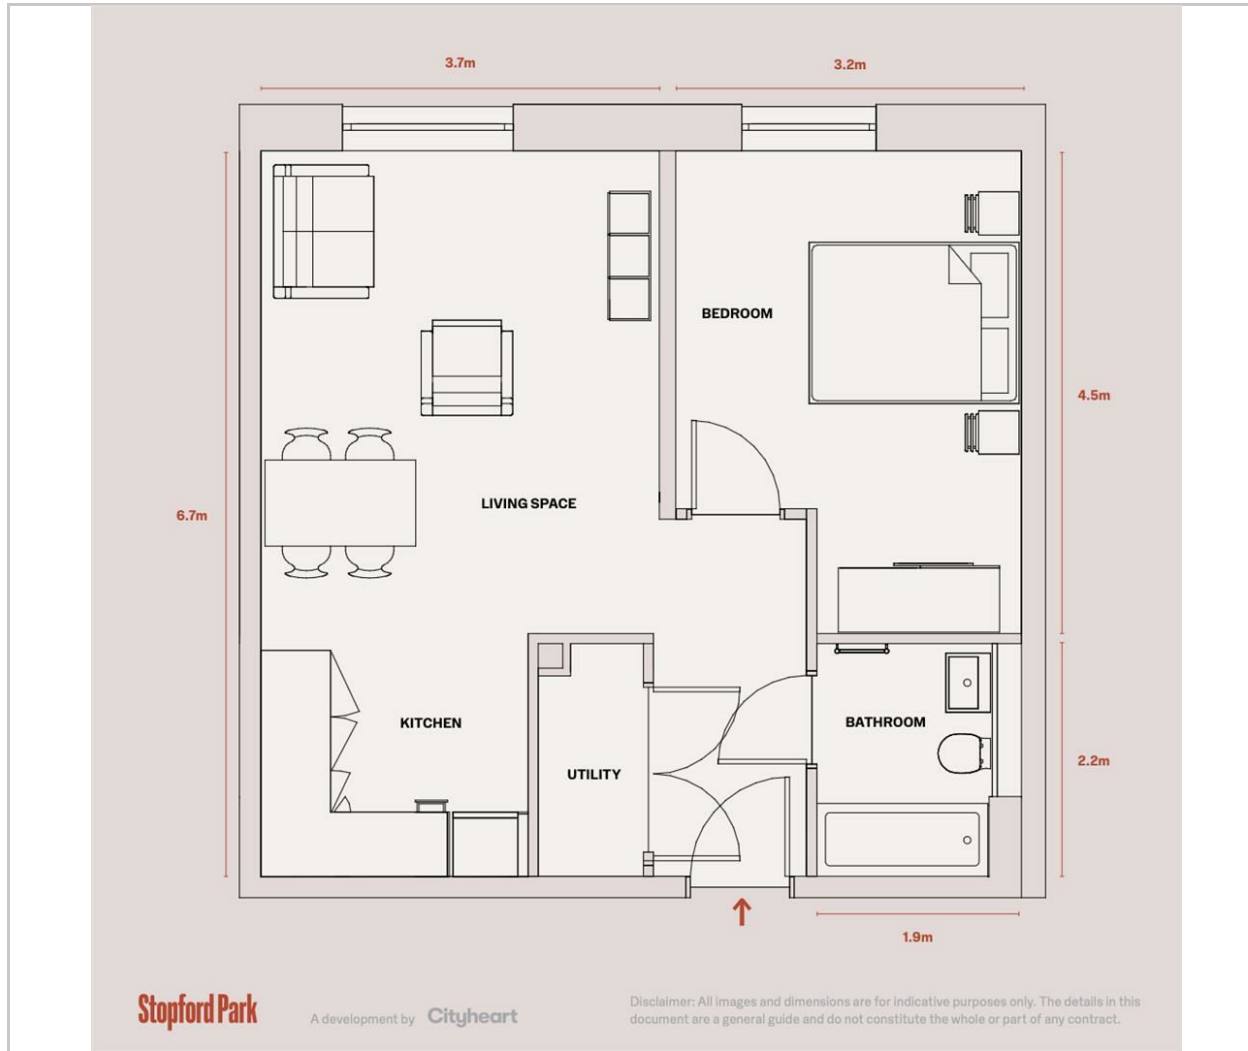 3.7m
3.2m
BEDROOM
4.5m
LIVING SPACE
6.7m
KITCHEN
BATHROOM
UTILITY
2.2m
1.9m
Stopford Park
A development by Cityheart
Disclaimer: All images and dimensions are for indicative purposes only. The details in this
document are a general guide and do not constitute the whole or part of any contract.